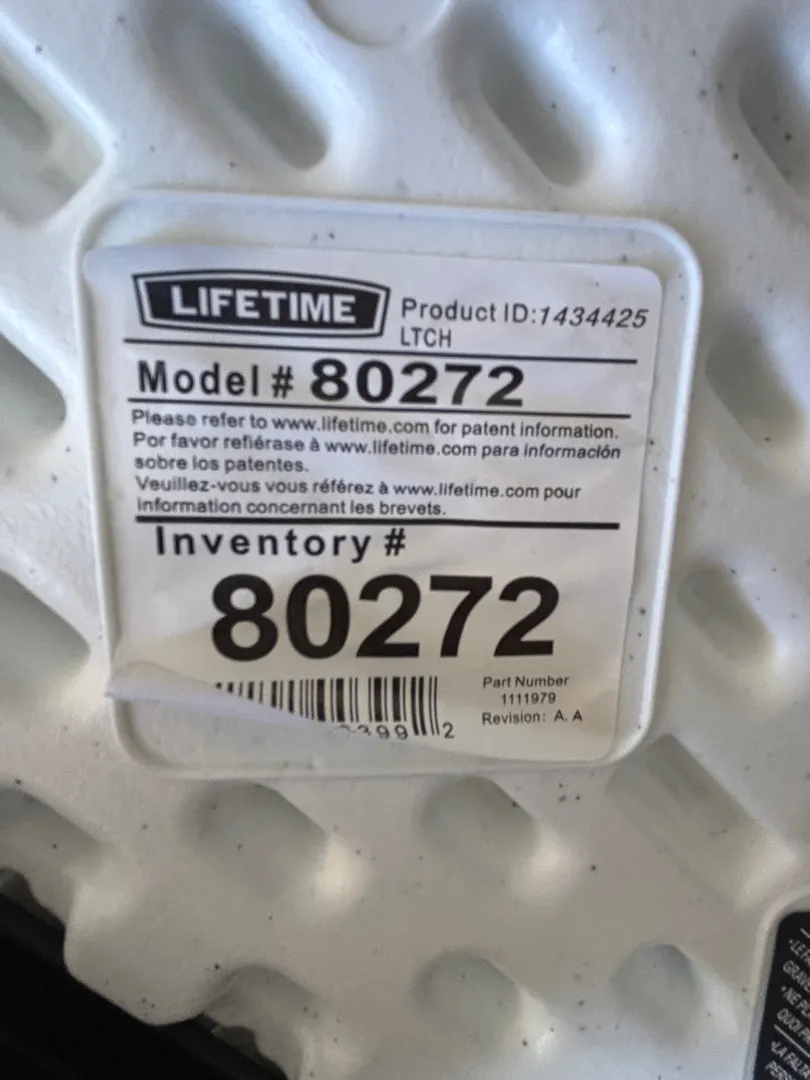 LIFETIME
Product ID:1434425
LTCH
Model # 80272
Please refer to www.lifetime.com for patent information.
Por favor refiérase à www.lifetime.com para información
sobre los patentes.
Veuillez-vous vous référez à www.lifetime.com pour
information concernant les brevets.
Inventory #
80272
Part Number
1111979
Revision: A. A
399 2